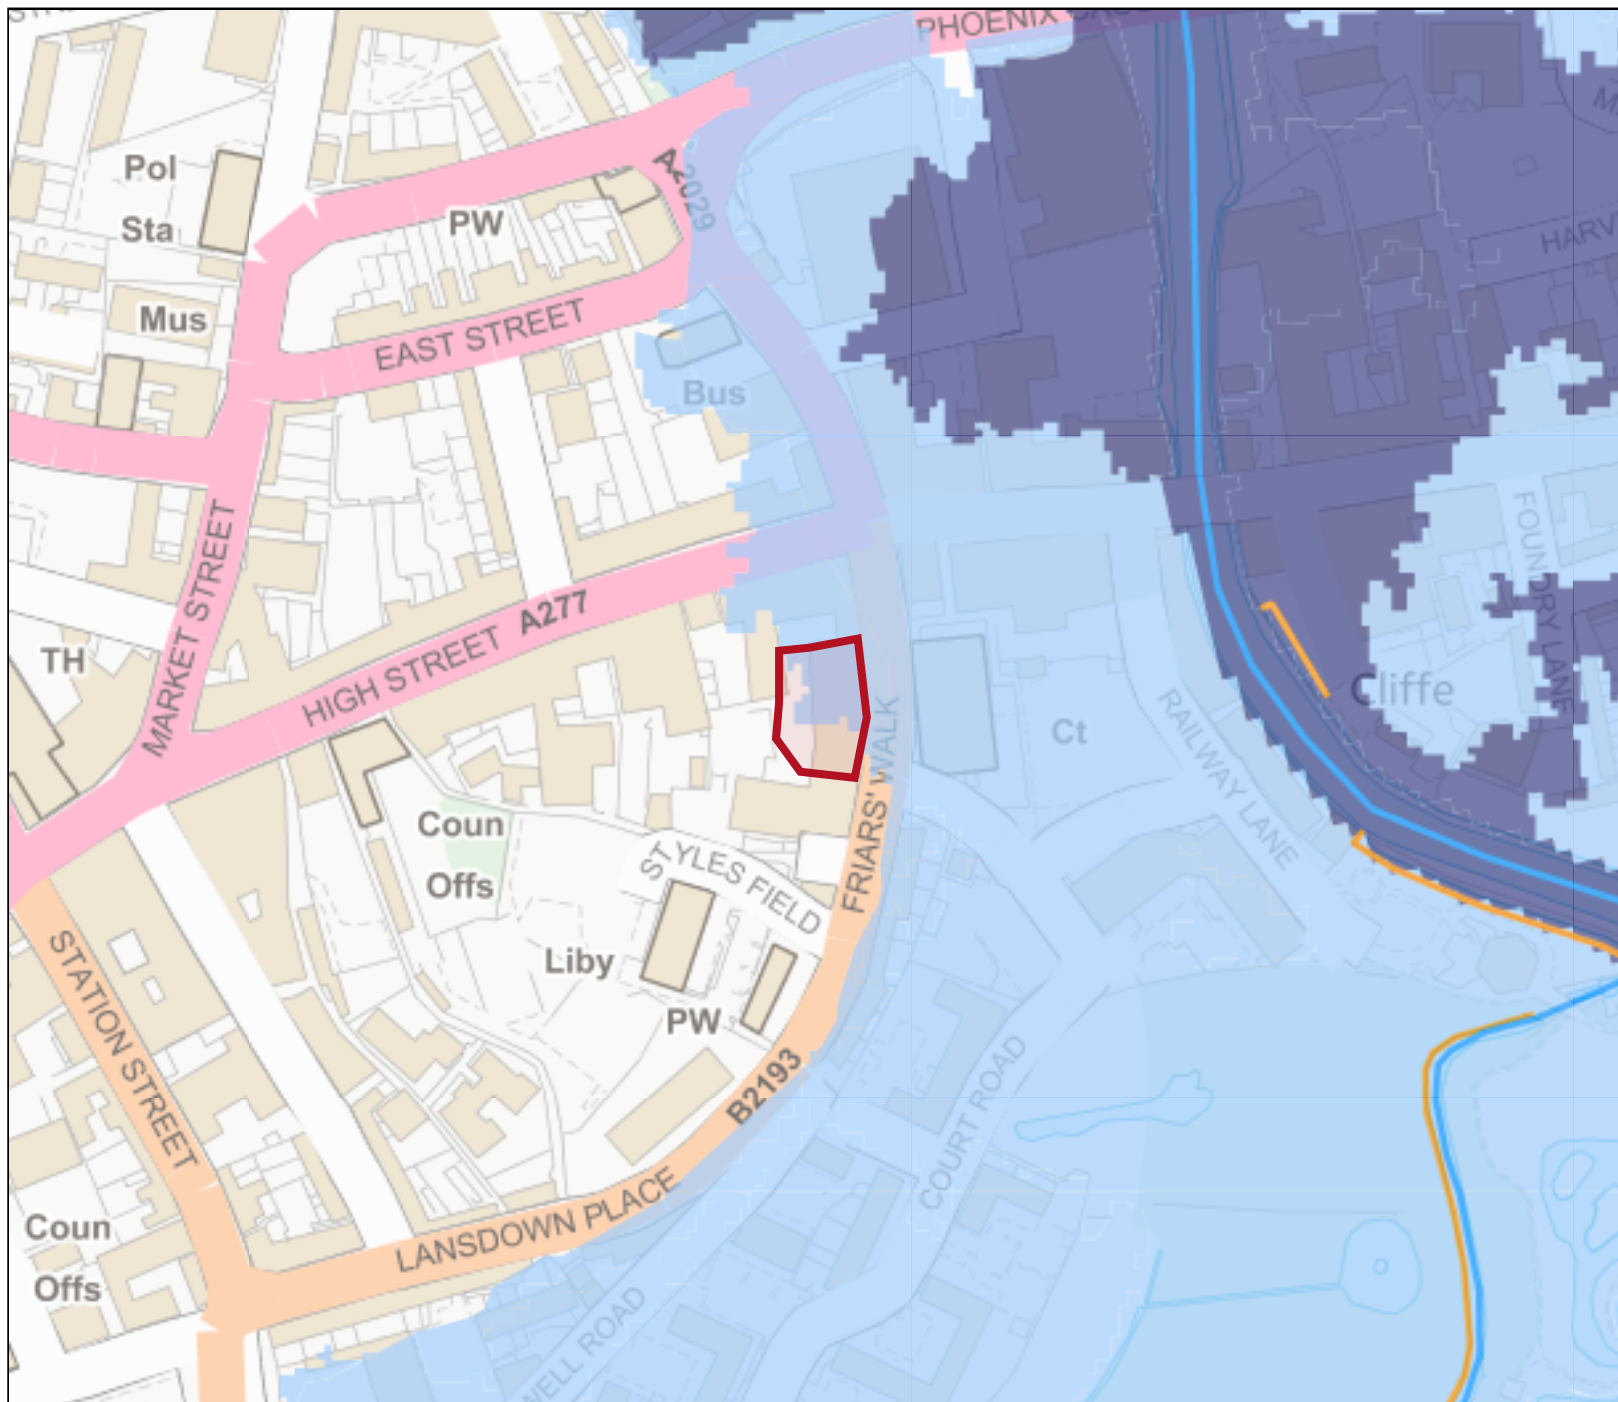 PHOENIX
Pol
Sta
A2029
PW
HARV
Mus
EAST STREET
Bus
MARKET STREET
HIGH STREET A277
FOUNDRY LANE
TH
Cliffe
FRIARS' WALK
Ct
RAILWAY LANE
Coun
Offs
STYLES FIELD
Liby
PW
STATION STREET
B2193
COURT ROAD
LANSDOWN PLACE
Coun
Offs
WELL ROAD